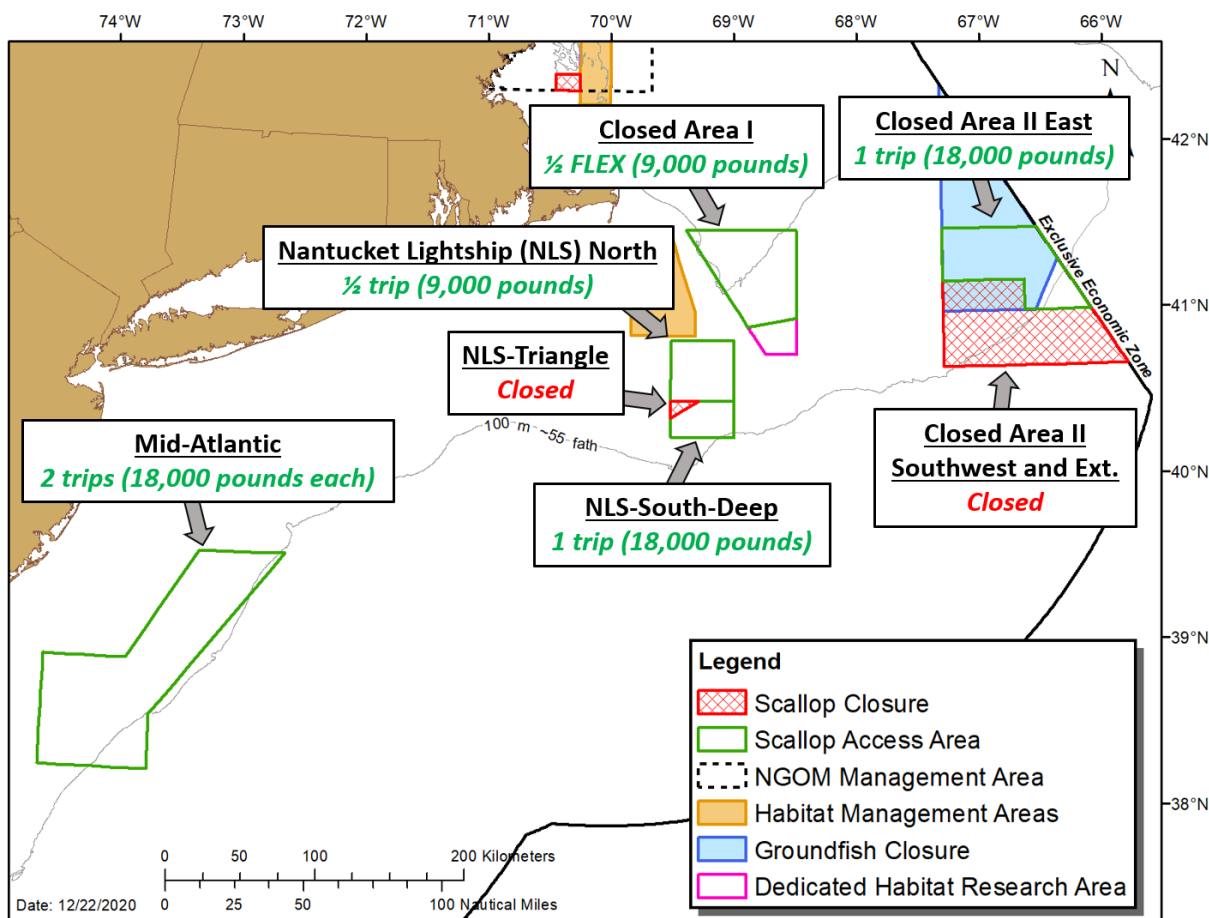 74°W 73°W 72°W 71°W 70°W 69°W 68°W 67°W 66°W
N
Closed Area I
½ FLEX (9,000 pounds)
Closed Area II East
1 trip (18,000 pounds)
42°N
Exclusive Economic Zone
Nantucket Lightship (NLS) North
½ trip (9,000 pounds)
41°N
NLS-Triangle
Closed
100 m ~55 fath
Mid-Atlantic
2 trips (18,000 pounds each)
Closed Area II
Southwest and Ext.
Closed
40°N
NLS-South-Deep
1 trip (18,000 pounds)
39°N
Legend
Scallop Closure
Scallop Access Area
NGOM Management Area
Habitat Management Areas
Groundfish Closure
Dedicated Habitat Research Area
38°N
0 50 100 200 Kilometers
0 25 50 100 Nautical Miles
Date: 12/22/2020